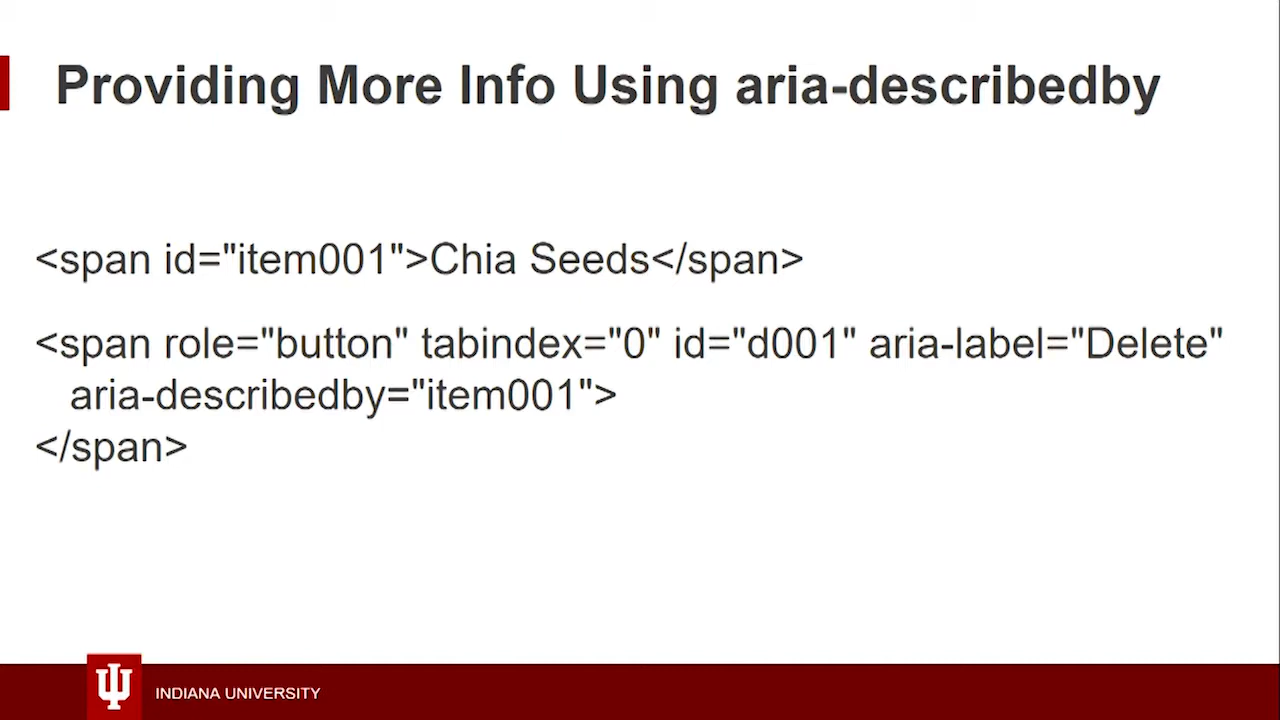 Providing More Info Using aria-describedby
<span id="item001">Chia Seeds</span>
<span role="button" tabindex="0" id="d001" aria-label="Delete"
aria-describedby="item001">
</span>
INDIANA UNIVERSITY